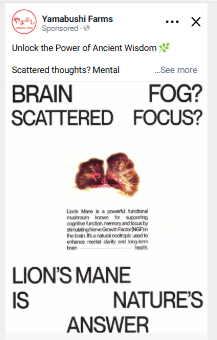 Yamabushi Farms
Sponsored
Unlock the Power of Ancient Wisdom 🌿
Scattered thoughts? Mental ...See more
BRAIN FOG?
SCATTERED FOCUS?
Lion's Mane is a powerful functional
mushroom known for supporting
cognitive function, memory and focus by
stimulating Nerve Growth Factor (NGF) in
the brain. It's a natural nootropic used to
enhance mental clarity and long-term
brain health.
LION'S MANE
IS NATURE'S
ANSWER